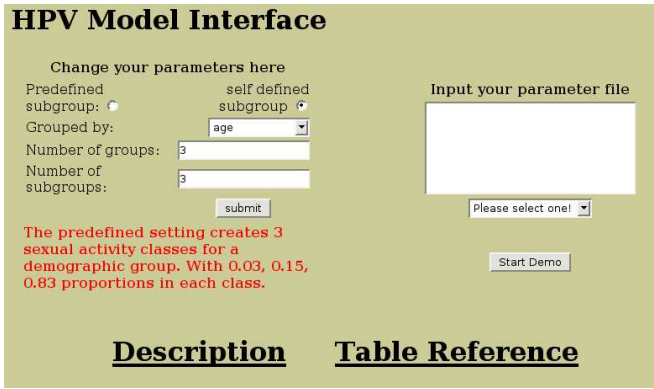 HPV Model Interface
Change your parameters here
Predefined
subgroup:
self defined
subgroup
Grouped by:
age
Number of groups:
3
Number of
subgroups:
3
submit
The predefined setting creates 3
sexual activity classes for a
demographic group. With 0.03, 0.15,
0.83 proportions in each class.
Input your parameter file
Please select one!
Start Demo
Description
Table Reference